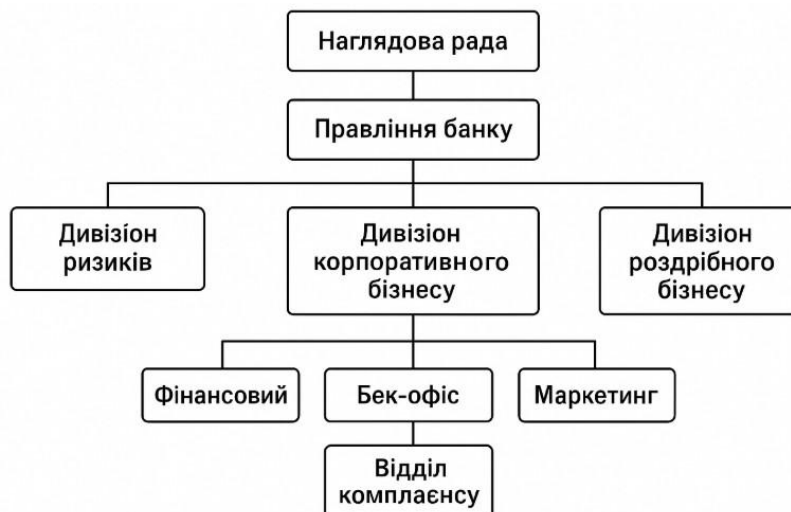 Наглядова рада
Правління банку
Дивізіон
ризиків
Дивізіон
корпоративного
бізнесу
Дивізіон
роздрібного
бізнесу
Фінансовий
Бек-офіс
Маркетинг
Відділ
комплаєнсу